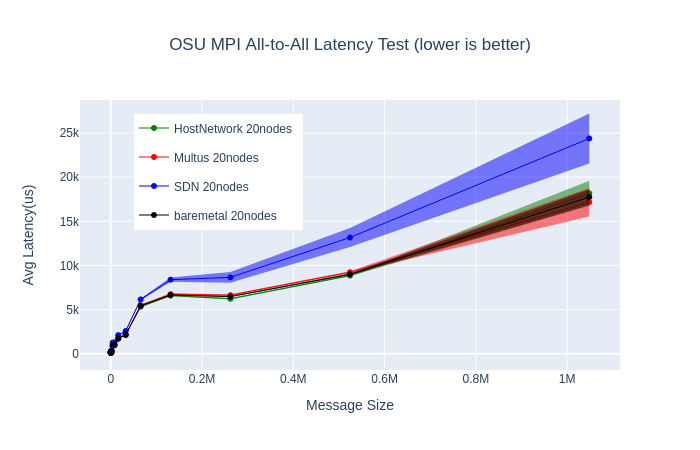 OSU MPI All-to-All Latency Test (lower is better)
HostNetwork 20nodes
Multus 20nodes
SDN 20nodes
baremetal 20nodes
25k
20k
15k
10k
5k
0
Avg Latency(us)
0 0.2M 0.4M 0.6M 0.8M 1M
Message Size